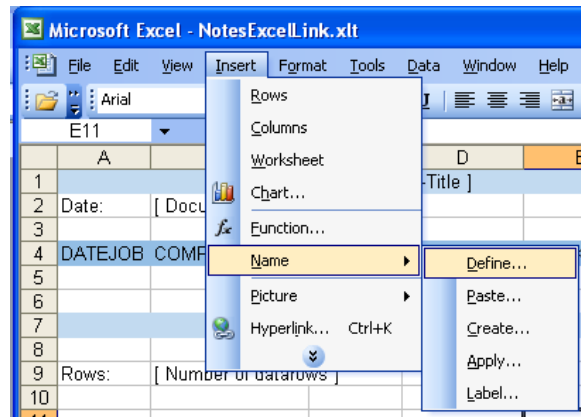 Microsoft Excel - NotesExcelLink.xlt
File Edit View Insert Format Tools Data Window Help
Arial
E11
A D
1 -Title ]
2 Date: [ Docu
3
4 DATEJOB COMP
5
6
7
8
9 Rows: [ Number of datarows ]
10
Rows
Columns
Worksheet
Chart...
Function...
Name
Picture
Hyperlink... Ctrl+K
Define...
Paste...
Create...
Apply...
Label...